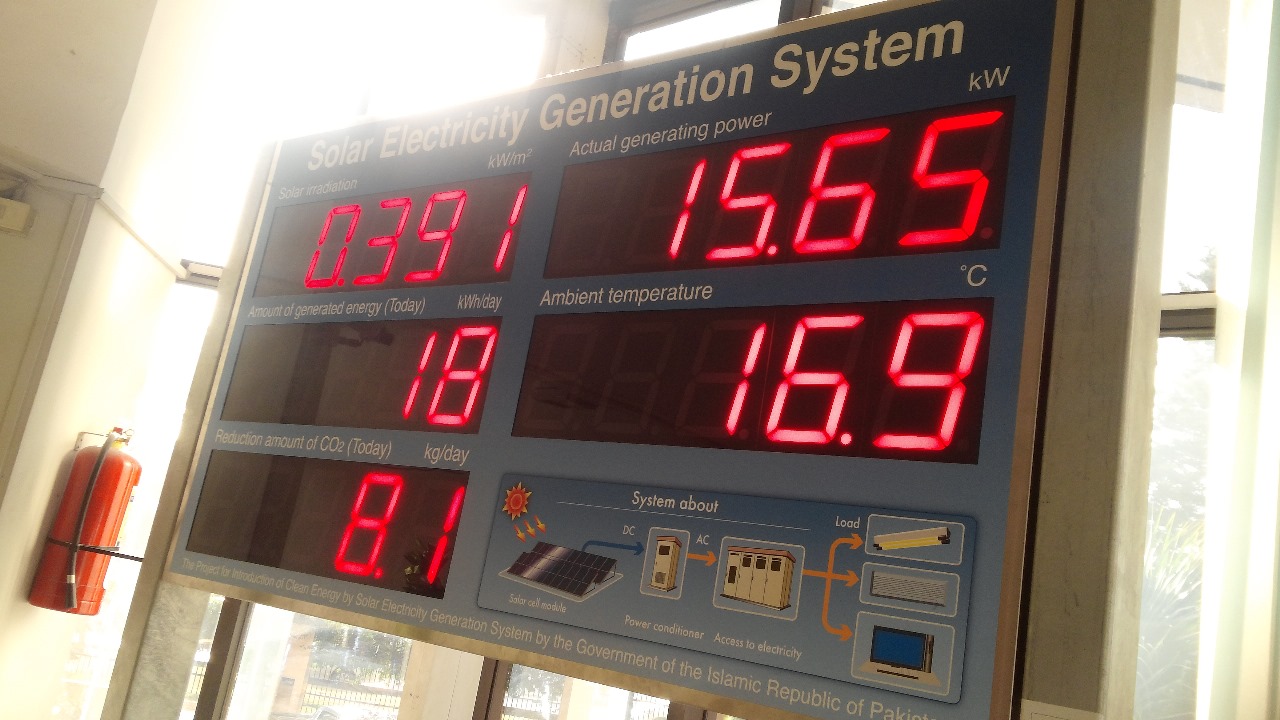 Solar Electricity Generation System
Solar irradiation kW/m²
0.391
Actual generating power kW
15.65
Amount of generated energy (Today) kWh/day
18
Ambient temperature °C
16.9
Reduction amount of CO2 (Today) kg/day
8.1
System about
DC
AC
Load
Solar cell module
Power conditioner
Access to electricity
The Project for Introduction of Clean Energy by Solar Electricity Generation System by the Government of the Islamic Republic of